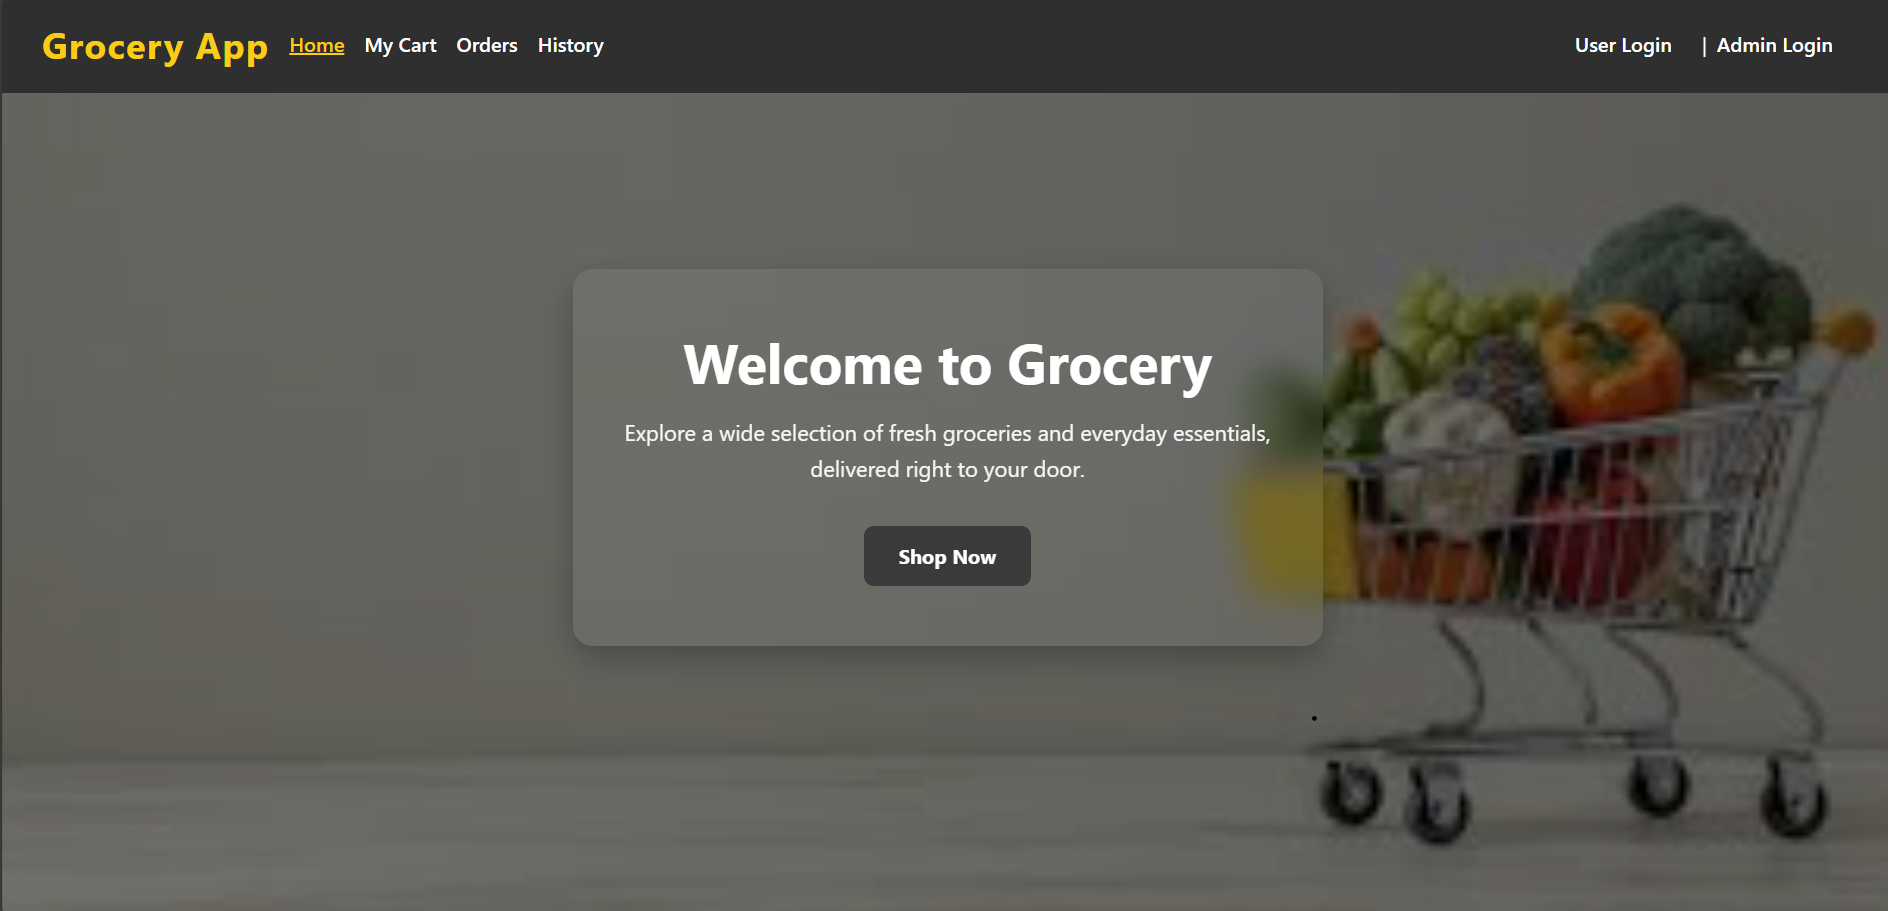 Grocery App Home My Cart Orders History User Login | Admin Login
Welcome to Grocery
Explore a wide selection of fresh groceries and everyday essentials,
delivered right to your door.
Shop Now